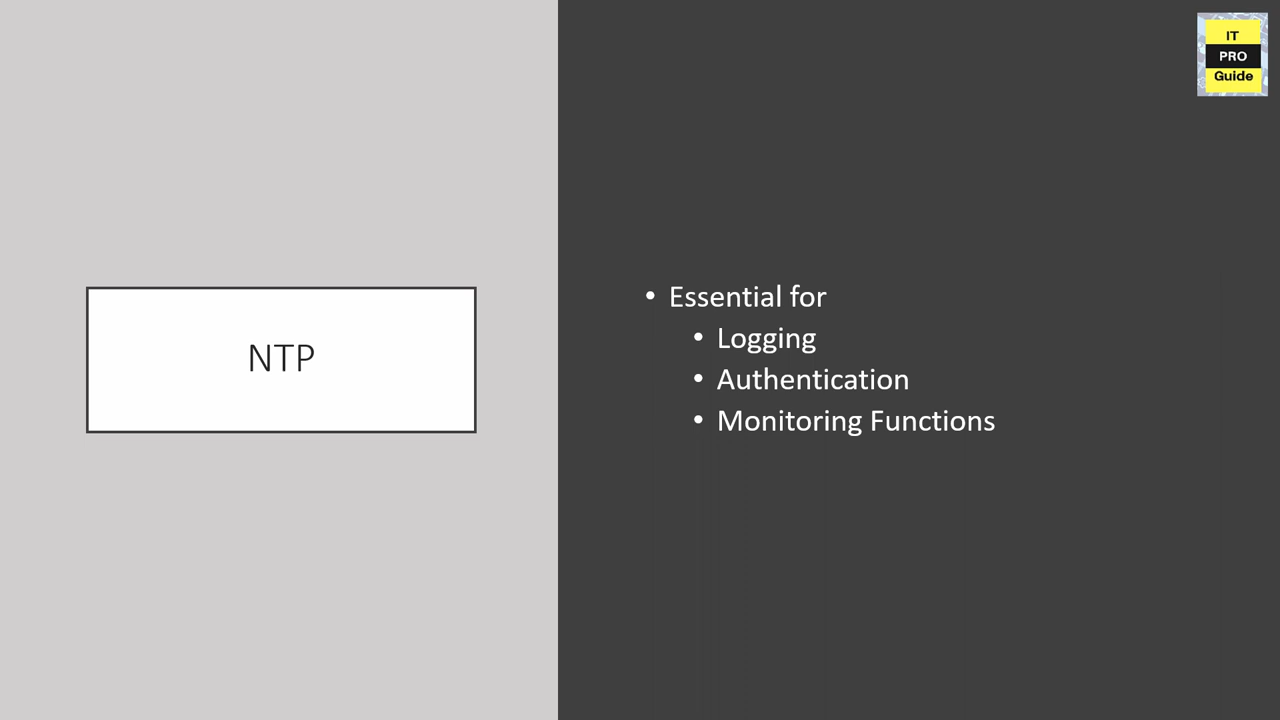 NTP
• Essential for
• Logging
• Authentication
• Monitoring Functions
IT
PRO
Guide